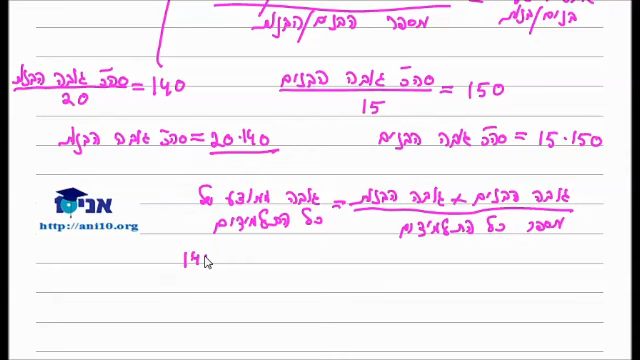 מספר הבנים/הבנות
בנים/בנות
סה״כ גובה הבנות/20 = 140
סה״כ גובה הבנים/15 = 150
סה״כ גובה הבנות = 20·140
סה״כ גובה הבנים = 15·150
גובה ממוצע של כל התלמידים = גובה הבנים + גובה הבנות/מספר כל התלמידים
אני10
http://ani10.org
14